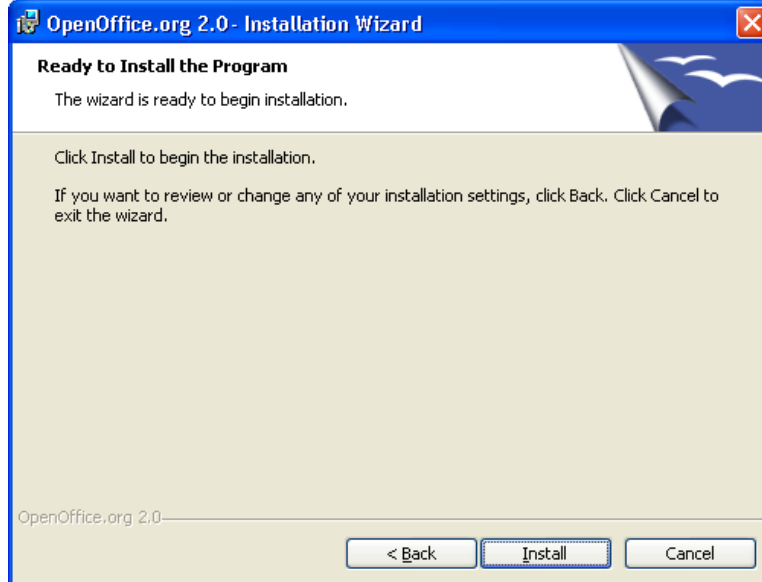 OpenOffice.org 2.0 - Installation Wizard
Ready to Install the Program
The wizard is ready to begin installation.
Click Install to begin the installation.
If you want to review or change any of your installation settings, click Back. Click Cancel to
exit the wizard.
OpenOffice.org 2.0
< Back Install Cancel